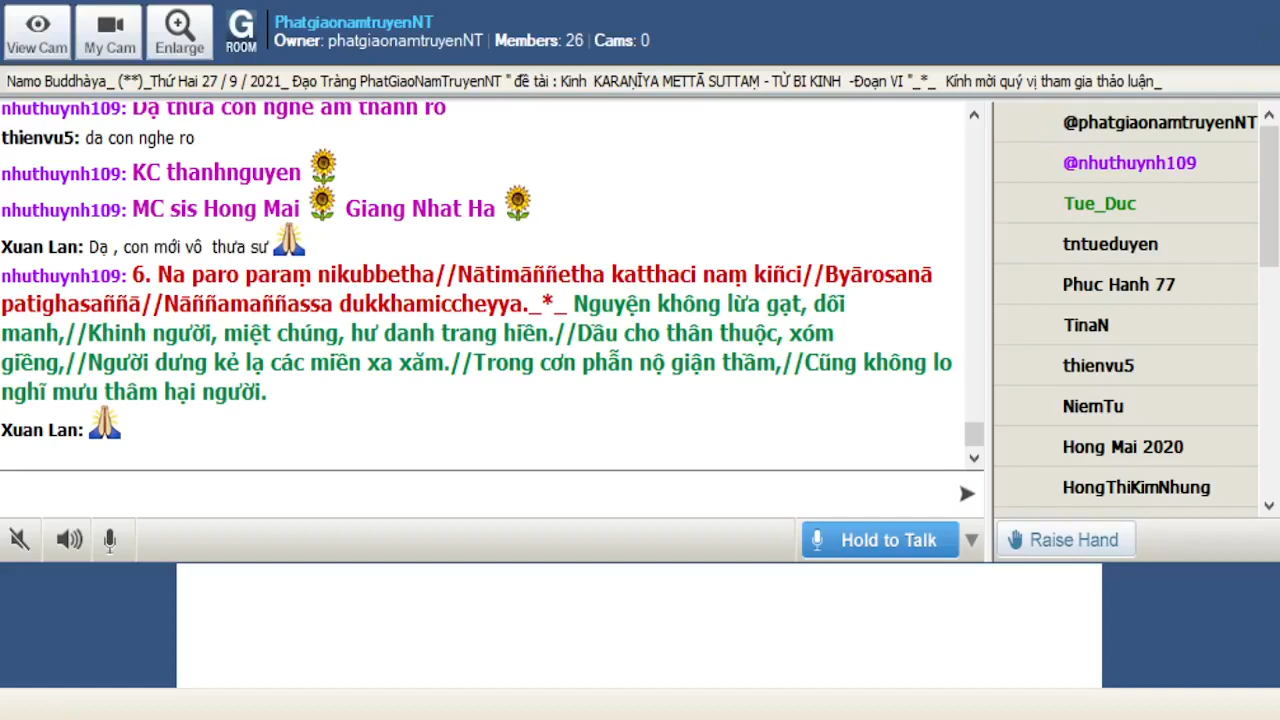 View Cam
My Cam
Enlarge
G
ROOM
PhatgiaonamtruyenNT
Owner: phatgiaonamtruyenNT | Members: 26 | Cams: 0
Namo Buddhàya_ (**)_Thứ Hai 27 / 9 / 2021_ Đạo Tràng PhatGiaoNamTruyenNT " đề tài : Kinh KARAṆĪYA METTĀ SUTTAṂ - TỪ BI KINH -Đoạn VI "_*_ Kính mời quý vị tham gia thảo luận_
nhuthuynh109: Dạ thưa con nghe âm thanh rõ
thienvu5: da con nghe ro
nhuthuynh109: KC thanhnguyen
nhuthuynh109: MC sis Hong Mai Giang Nhat Ha
Xuan Lan: Dạ , con mới vô thưa sư
nhuthuynh109: 6. Na paro paraṃ nikubbetha//Nātimāññetha katthaci naṃ kiñci//Byārosanā
patighasaññā//Nāññamaññassa dukkhamiccheyya._*_ Nguyện không lừa gạt, dối
manh,//Khinh người, miệt chúng, hư danh trang hiền.//Dầu cho thân thuộc, xóm
giềng,//Người dưng kẻ lạ các miền xa xăm.//Trong cơn phẫn nộ giận thầm,//Cũng không lo
nghĩ mưu thâm hại người.
Xuan Lan:
@phatgiaonamtruyenNT
@nhuthuynh109
Tue_Duc
tntueduyen
Phuc Hanh 77
TinaN
thienvu5
NiemTu
Hong Mai 2020
HongThiKimNhung
Hold to Talk
Raise Hand